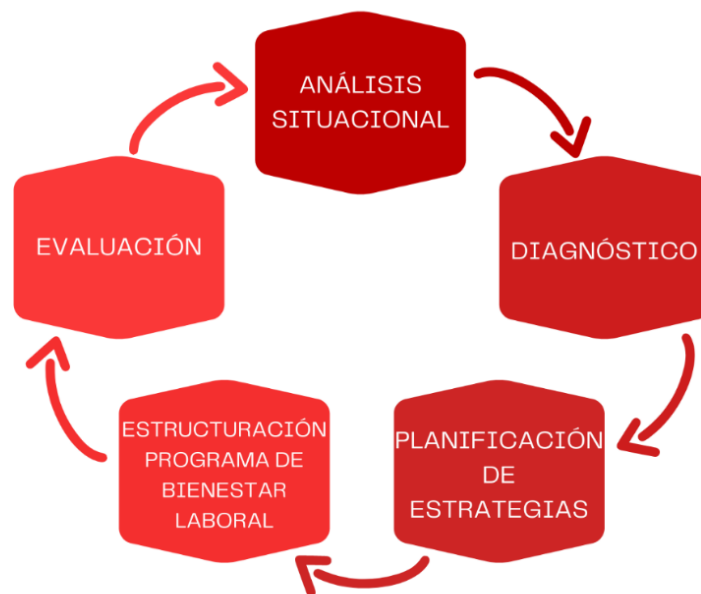 ANÁLISIS
SITUACIONAL
DIAGNÓSTICO
PLANIFICACIÓN
DE
ESTRATEGIAS
ESTRUCTURACIÓN
PROGRAMA DE
BIENESTAR
LABORAL
EVALUACIÓN